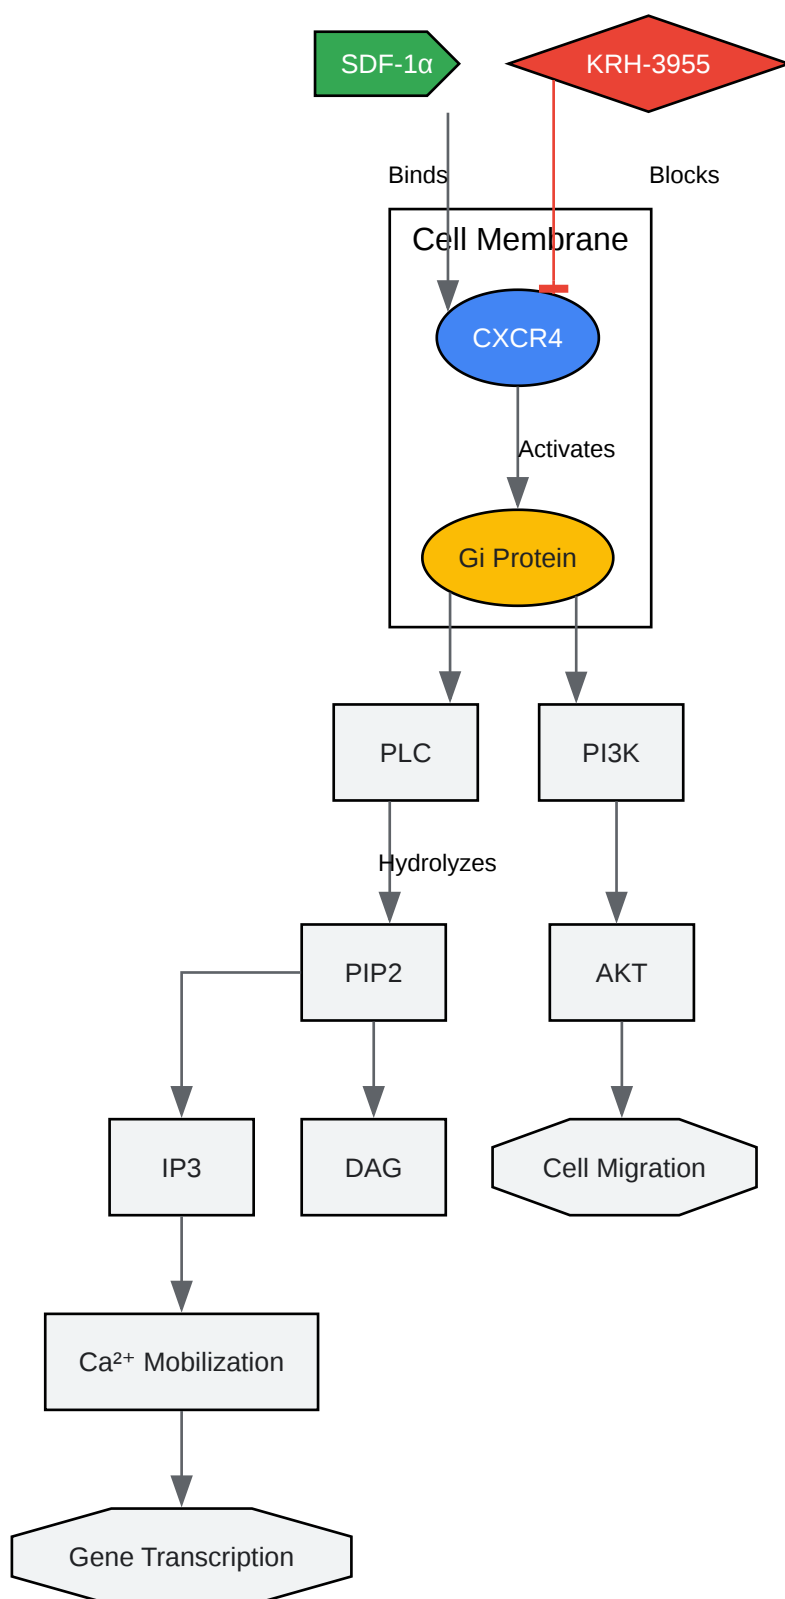 SDF-1α
KRH-3955
Binds
Blocks
Cell Membrane
CXCR4
Activates
Gi Protein
PLC
PI3K
Hydrolyzes
PIP2
AKT
IP3
DAG
Cell Migration
Ca²⁺ Mobilization
Gene Transcription